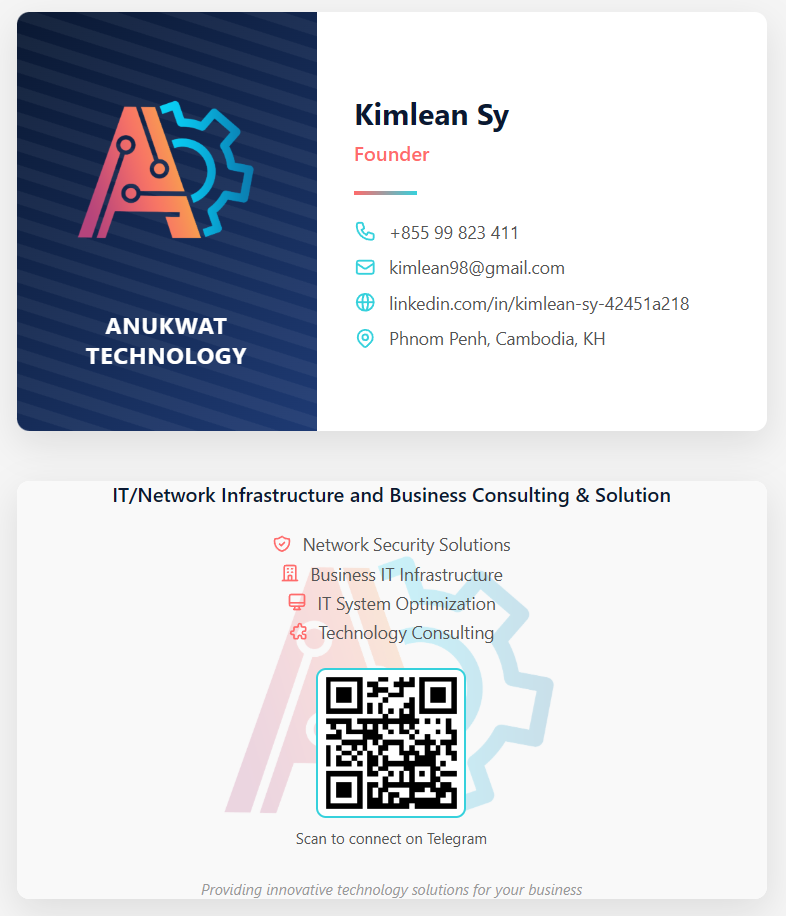 ANUKWAT
TECHNOLOGY
Kimlean Sy
Founder
+855 99 823 411
kimlean98@gmail.com
linkedin.com/in/kimlean-sy-42451a218
Phnom Penh, Cambodia, KH
IT/Network Infrastructure and Business Consulting & Solution
Network Security Solutions
Business IT Infrastructure
IT System Optimization
Technology Consulting
Scan to connect on Telegram
Providing innovative technology solutions for your business